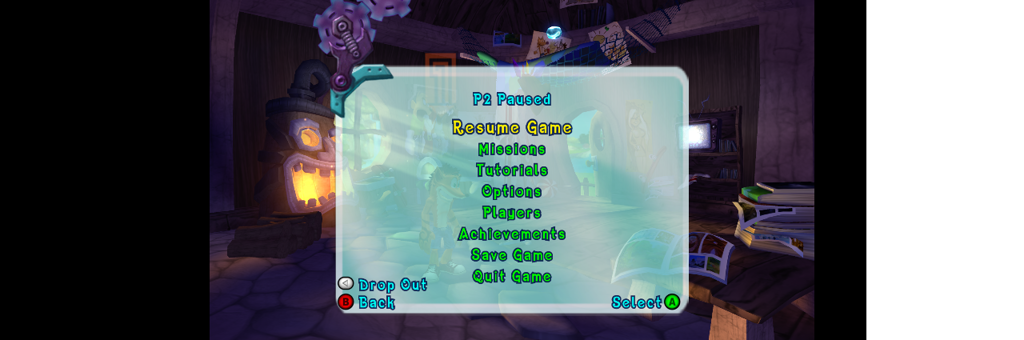 P2 Paused
Resume Game
Missions
Tutorials
Options
Players
Achievements
Save Game
Quit Game
Drop Out
B Back
Select A